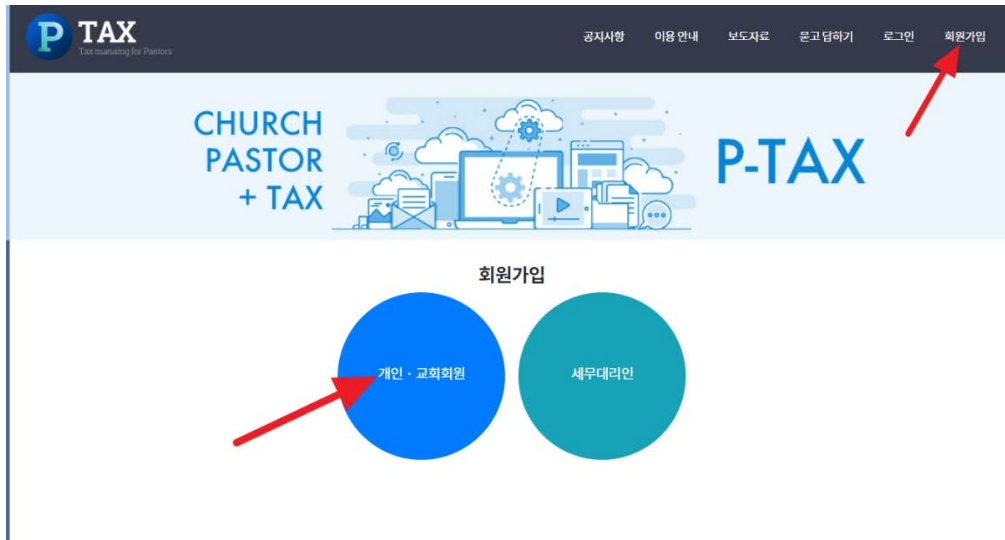 P TAX
Tax managing for Pastors
공지사항 이용 안내 보도자료 묻고 답하기 로그인 회원가입
CHURCH
PASTOR
+ TAX
P-TAX
회원가입
개인 · 교회회원 세무대리인